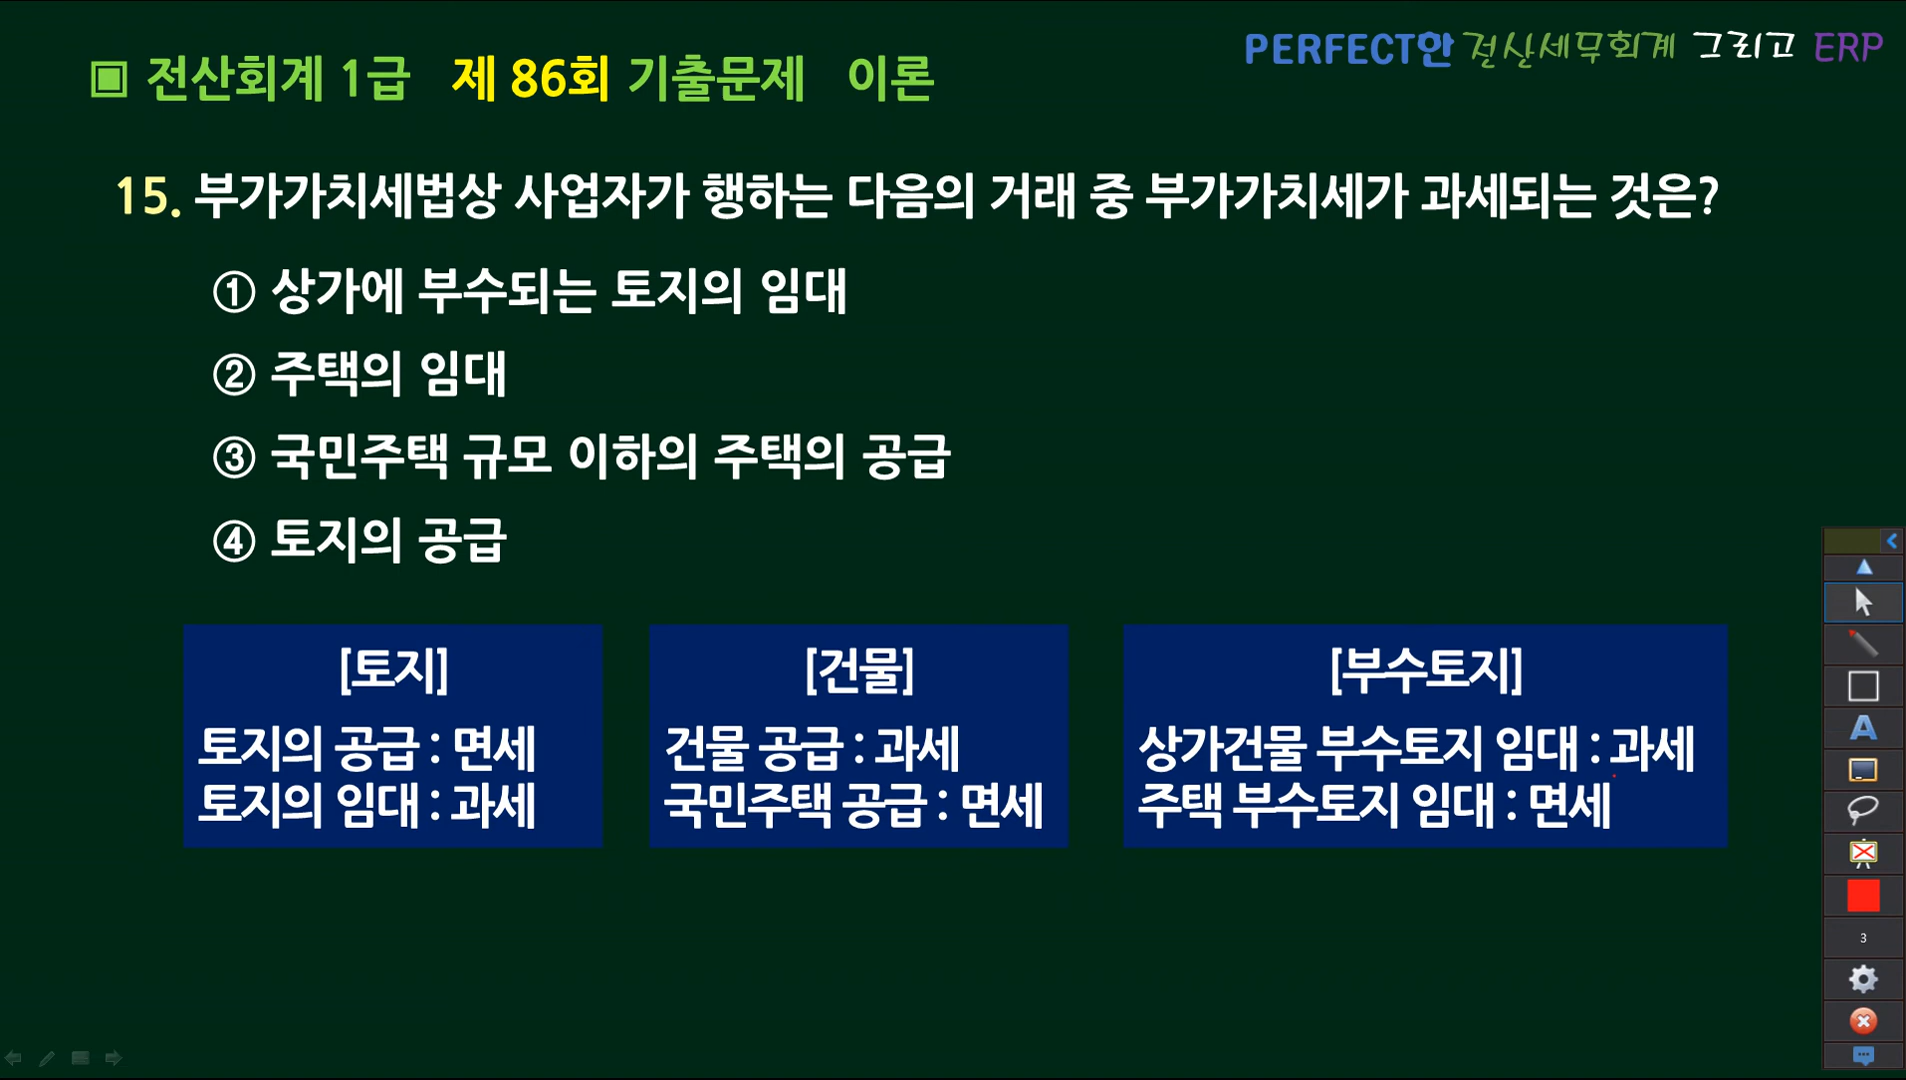 PERFECT한 전산세무회계 그리고 ERP
▣ 전산회계 1급 제 86회 기출문제 이론
15. 부가가치세법상 사업자가 행하는 다음의 거래 중 부가가치세가 과세되는 것은?
① 상가에 부수되는 토지의 임대
② 주택의 임대
③ 국민주택 규모 이하의 주택의 공급
④ 토지의 공급
[토지]
토지의 공급 : 면세
토지의 임대 : 과세
[건물]
건물 공급 : 과세
국민주택 공급 : 면세
[부수토지]
상가건물 부수토지 임대 : 과세
주택 부수토지 임대 : 면세
A
3